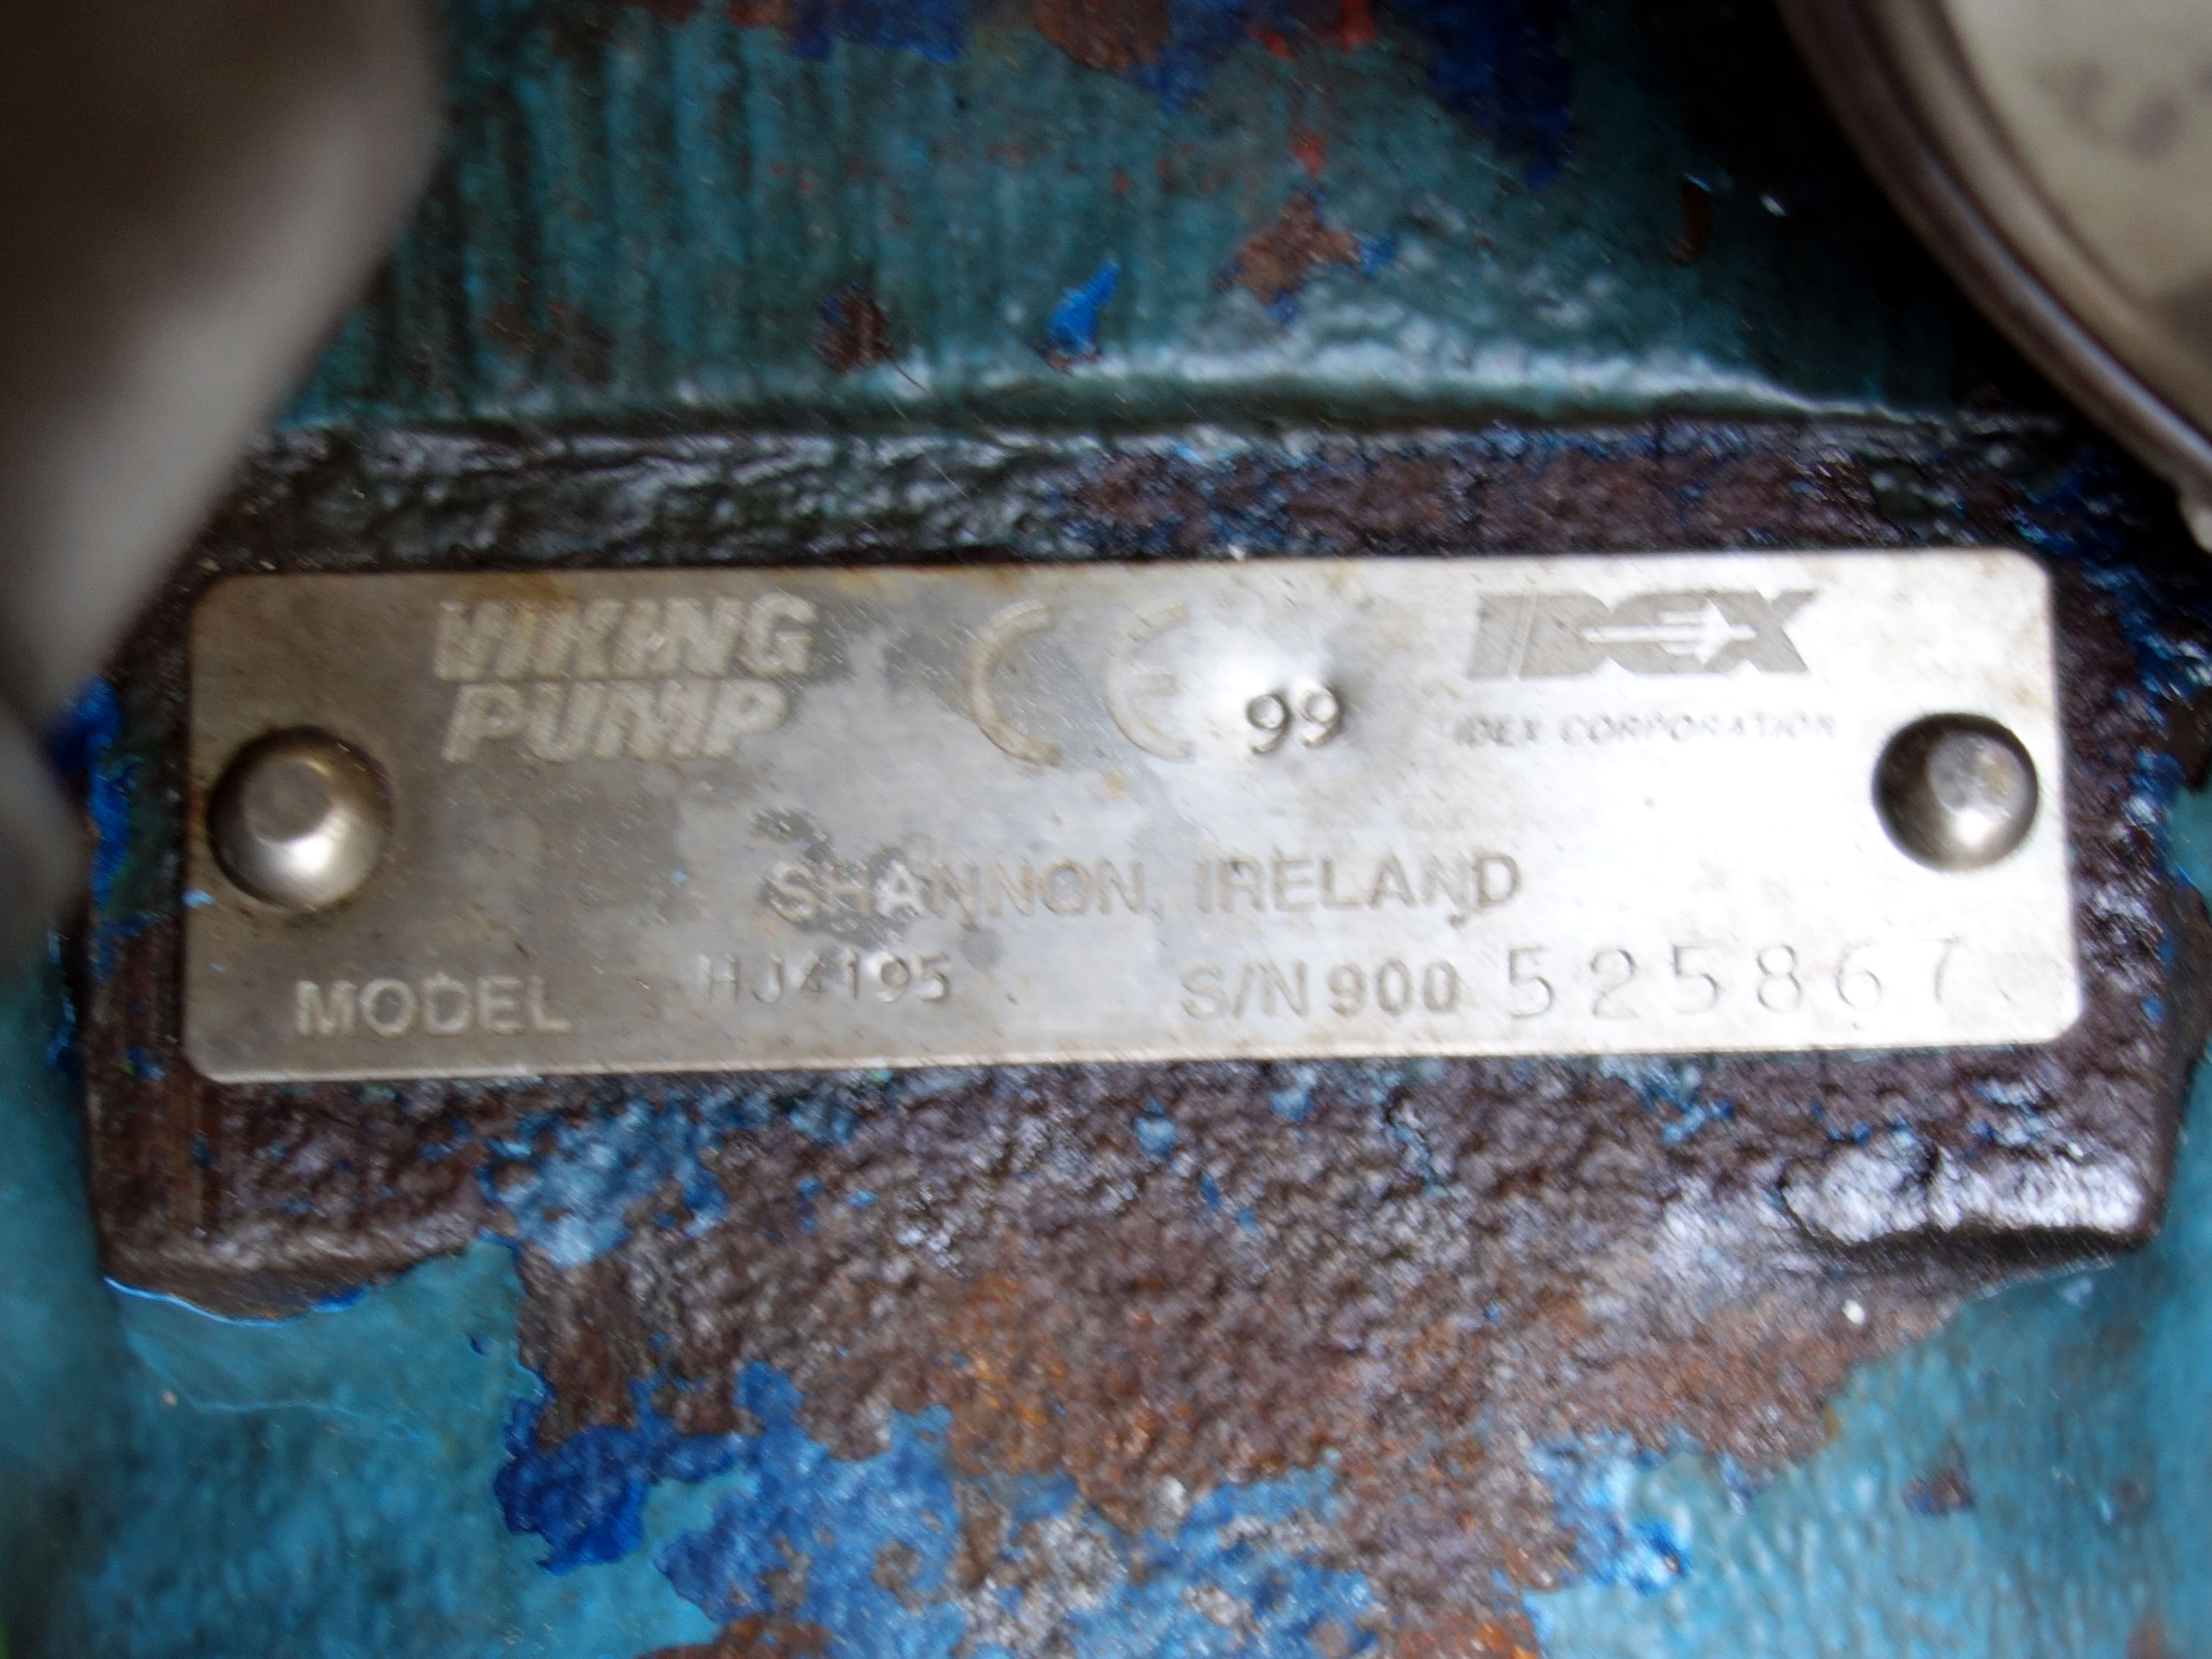 VIKING
PUMP
CE 99
IDEX
IDEX CORPORATION
SHANNON, IRELAND
MODEL HJ4195 S/N 900 525867